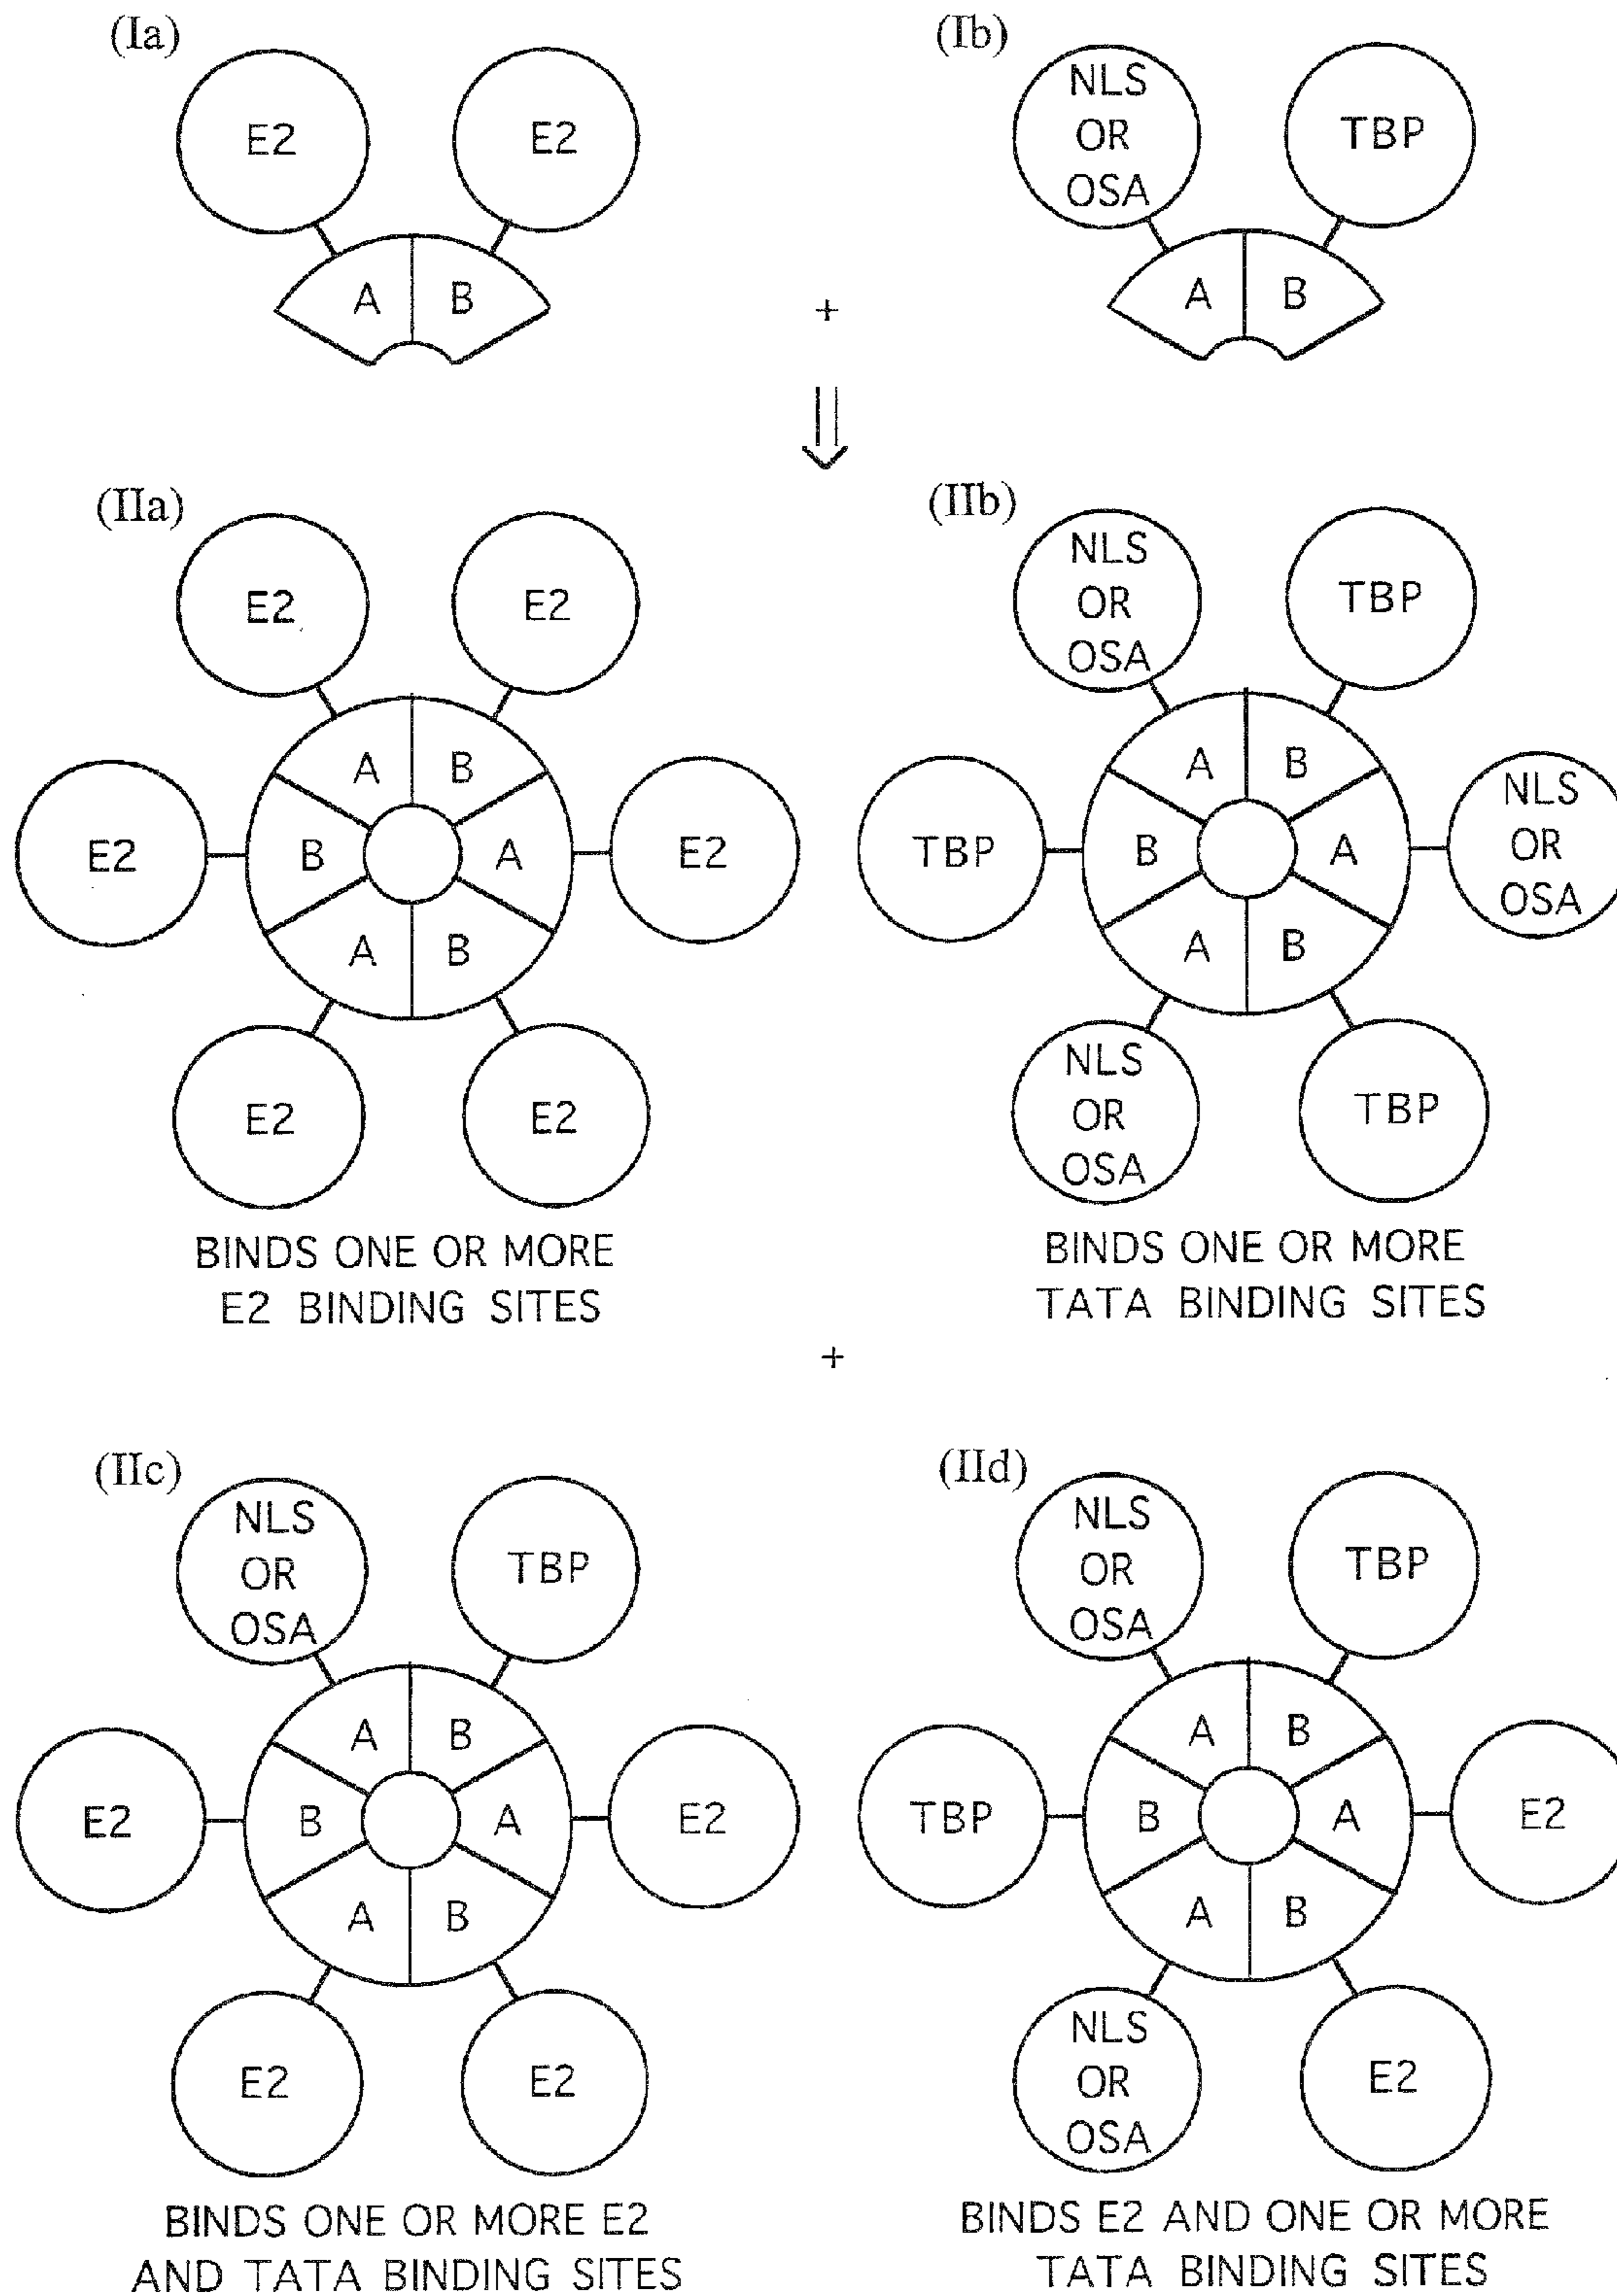 (Ia)
E2
E2
A
B
+
(Ib)
NLS
OR
OSA
TBP
A
B
(IIa)
E2
E2
A
B
E2
B
A
E2
A
B
E2
E2
BINDS ONE OR MORE
E2 BINDING SITES
(IIb)
NLS
OR
OSA
TBP
A
B
TBP
B
A
NLS
OR
OSA
A
B
NLS
OR
OSA
TBP
BINDS ONE OR MORE
TATA BINDING SITES
+
(IIc)
NLS
OR
OSA
TBP
A
B
E2
B
A
E2
A
B
E2
E2
BINDS ONE OR MORE E2
AND TATA BINDING SITES
(IId)
NLS
OR
OSA
TBP
A
B
TBP
B
A
E2
A
B
NLS
OR
OSA
E2
BINDS E2 AND ONE OR MORE
TATA BINDING SITES